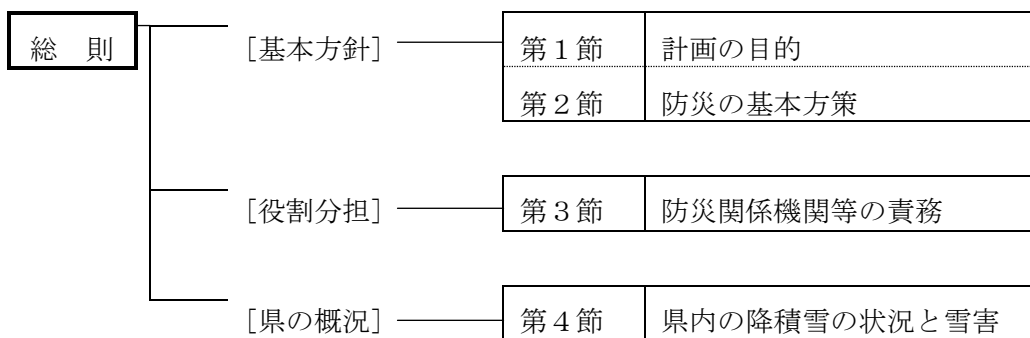 総　則
［基本方針］
第１節　計画の目的
第２節　防災の基本方策
［役割分担］
第３節　防災関係機関等の責務
［県の概況］
第４節　県内の降積雪の状況と雪害